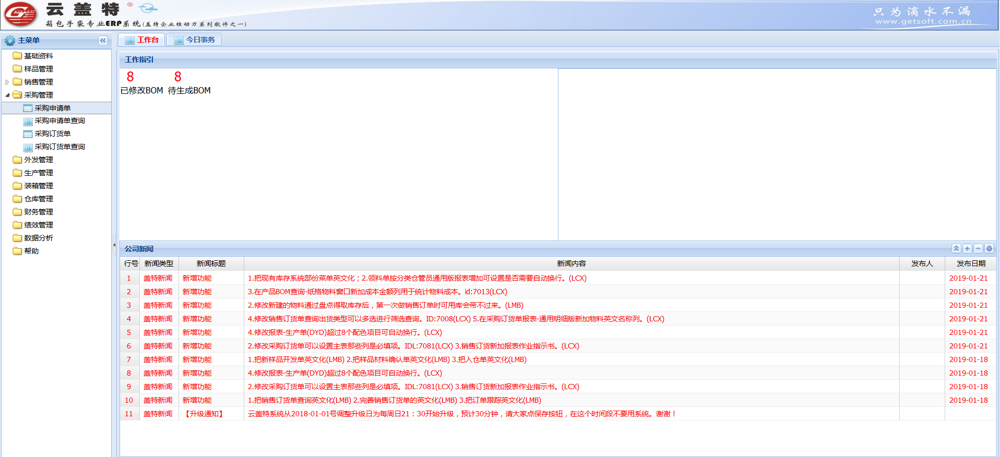 Getsoft
云盖特®
箱包手袋专业ERP系统(盖特企业核动力系列软件之一)
只为滴水不漏
www.getsoft.com.cn
主菜单
基础资料
样品管理
销售管理
采购管理
采购申请单
采购申请单查询
采购订货单
采购订货单查询
外发管理
生产管理
装箱管理
仓库管理
财务管理
绩效管理
数据分析
帮助
工作台 今日事务
工作指引
8 8
已修改BOM 待生成BOM
公司新闻
行号 新闻类型 新闻标题 新闻内容 发布人 发布日期
1 盖特新闻 新增功能 1.把现有库存系统部份菜单英文化；2.领料单按分类仓管员通用版报表增加可设置是否需要自动换行。(LCX) 2019-01-21
2 盖特新闻 新增功能 3.在产品BOM查询-纸格物料窗口新加成本金额列用于统计物料成本。id:7013(LCX) 2019-01-21
3 盖特新闻 新增功能 2.修改新建的物料通过盘点得取库存后，第一次做销售订单时可用库会带不过来。(LMB) 2019-01-21
4 盖特新闻 新增功能 4.修改销售订货单查询出货类型可以多选进行筛选查询。ID:7008(LCX) 5.在采购订货单报表-通用明细版新加物料英文名称列。(LCX) 2019-01-21
5 盖特新闻 新增功能 4.修改报表-生产单(DYD)超过8个配色项目可自动换行。(LCX) 2019-01-21
6 盖特新闻 新增功能 2.修改采购订货单可以设置主表那些列是必填项。IDL:7081(LCX) 3.销售订货新加报表作业指示书。(LCX) 2019-01-21
7 盖特新闻 新增功能 1.把新样品开发单英文化(LMB) 2.把样品材料确认单英文化(LMB) 3.把入仓单英文化(LMB) 2019-01-18
8 盖特新闻 新增功能 4.修改报表-生产单(DYD)超过8个配色项目可自动换行。(LCX) 2019-01-18
9 盖特新闻 新增功能 2.修改采购订货单可以设置主表那些列是必填项。IDL:7081(LCX) 3.销售订货新加报表作业指示书。(LCX) 2019-01-18
10 盖特新闻 新增功能 1.把销售订货单查询英文化(LMB) 2.完善销售订货单的英文化(LMB) 3.把订单跟踪英文化(LMB) 2019-01-18
11 盖特新闻 【升级通知】 云盖特系统从2018-01-01号调整升级日为每周日21：30开始升级，预计30分钟，请大家点保存按钮，在这个时间段不要用系统。谢谢！